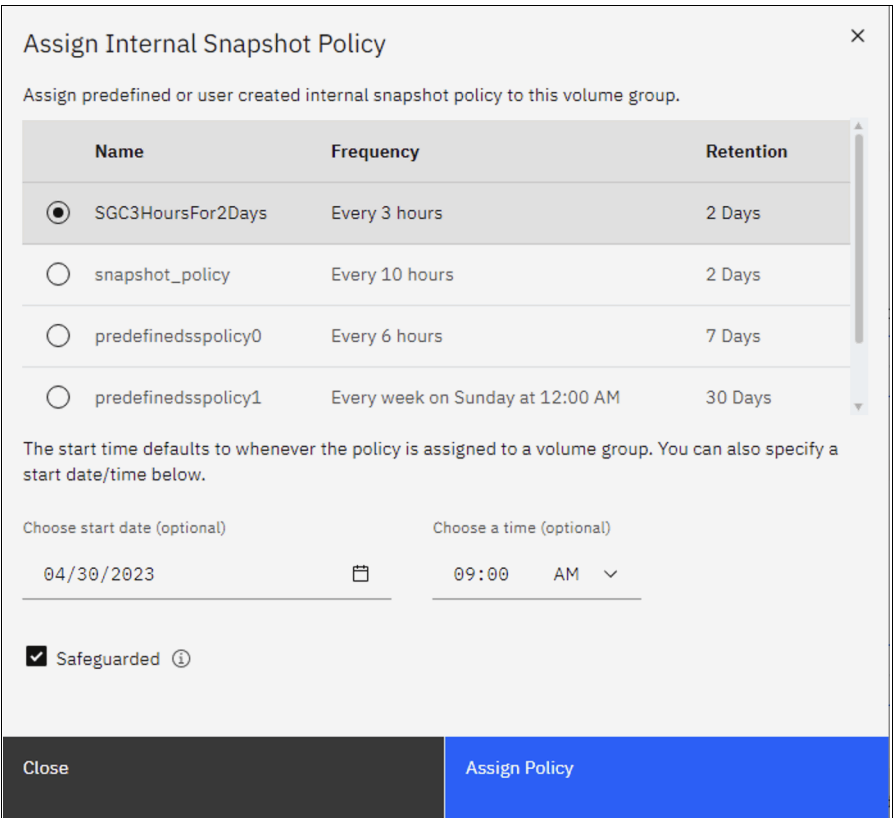 Assign Internal Snapshot Policy
Assign predefined or user created internal snapshot policy to this volume group.
Name Frequency Retention
SGC3HoursFor2Days Every 3 hours 2 Days
snapshot_policy Every 10 hours 2 Days
predefinedsspolicy0 Every 6 hours 7 Days
predefinedsspolicy1 Every week on Sunday at 12:00 AM 30 Days
The start time defaults to whenever the policy is assigned to a volume group. You can also specify a
start date/time below.
Choose start date (optional) Choose a time (optional)
04/30/2023 09:00 AM
Safeguarded
Close Assign Policy